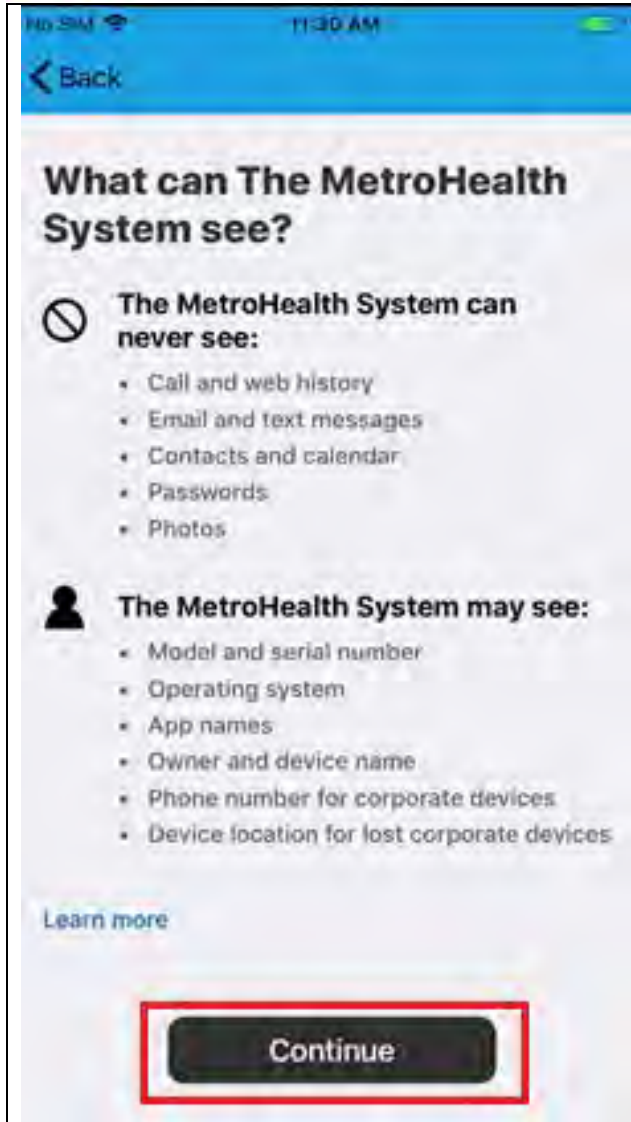 No SIM 11:30 AM
Back
What can The MetroHealth
System see?
The MetroHealth System can
never see:
• Call and web history
• Email and text messages
• Contacts and calendar
• Passwords
• Photos
The MetroHealth System may see:
• Model and serial number
• Operating system
• App names
• Owner and device name
• Phone number for corporate devices
• Device location for lost corporate devices
Learn more
Continue